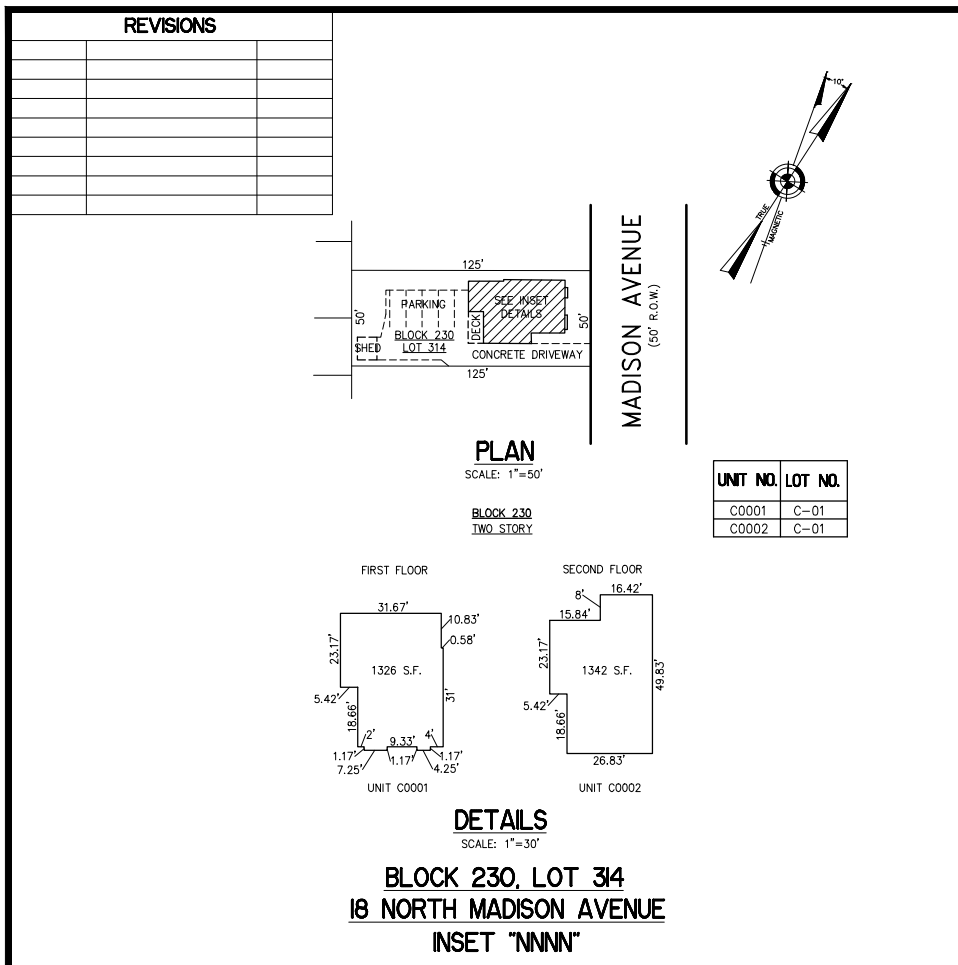 REVISIONS
10°
TRUE
MAGNETIC
125'
PARKING
SEE INSET
DETAILS
50'
50'
DECK
BLOCK 230
LOT 314
SHED
CONCRETE DRIVEWAY
125'
MADISON AVENUE
(50' R.O.W.)
PLAN
SCALE: 1"=50'
BLOCK 230
TWO STORY
UNIT NO. LOT NO.
C0001 C-01
C0002 C-01
FIRST FLOOR
31.67'
10.83'
0.58'
23.17'
1326 S.F.
5.42'
31'
18.66'
2'
9.33'
4'
1.17'
1.17'
1.17'
7.25'
4.25'
UNIT C0001
SECOND FLOOR
16.42'
8'
15.84'
23.17'
1342 S.F.
49.83'
5.42'
18.66'
26.83'
UNIT C0002
DETAILS
SCALE: 1"=30'
BLOCK 230, LOT 314
18 NORTH MADISON AVENUE
INSET "NNNN"